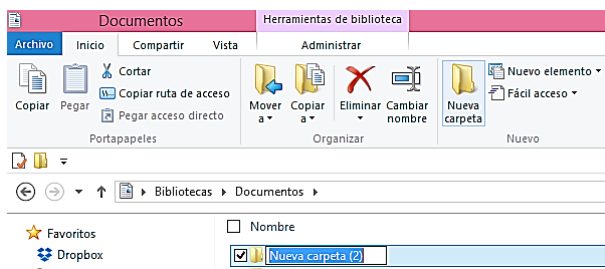 Documentos
Herramientas de biblioteca
Archivo Inicio Compartir Vista Administrar
Copiar
Pegar
Cortar
Copiar ruta de acceso
Pegar acceso directo
Portapapeles
Mover a
Copiar a
Eliminar
Cambiar nombre
Organizar
Nueva carpeta
Nuevo elemento
Fácil acceso
Nuevo
Bibliotecas Documentos
Favoritos
Dropbox
Nombre
Nueva carpeta (2)